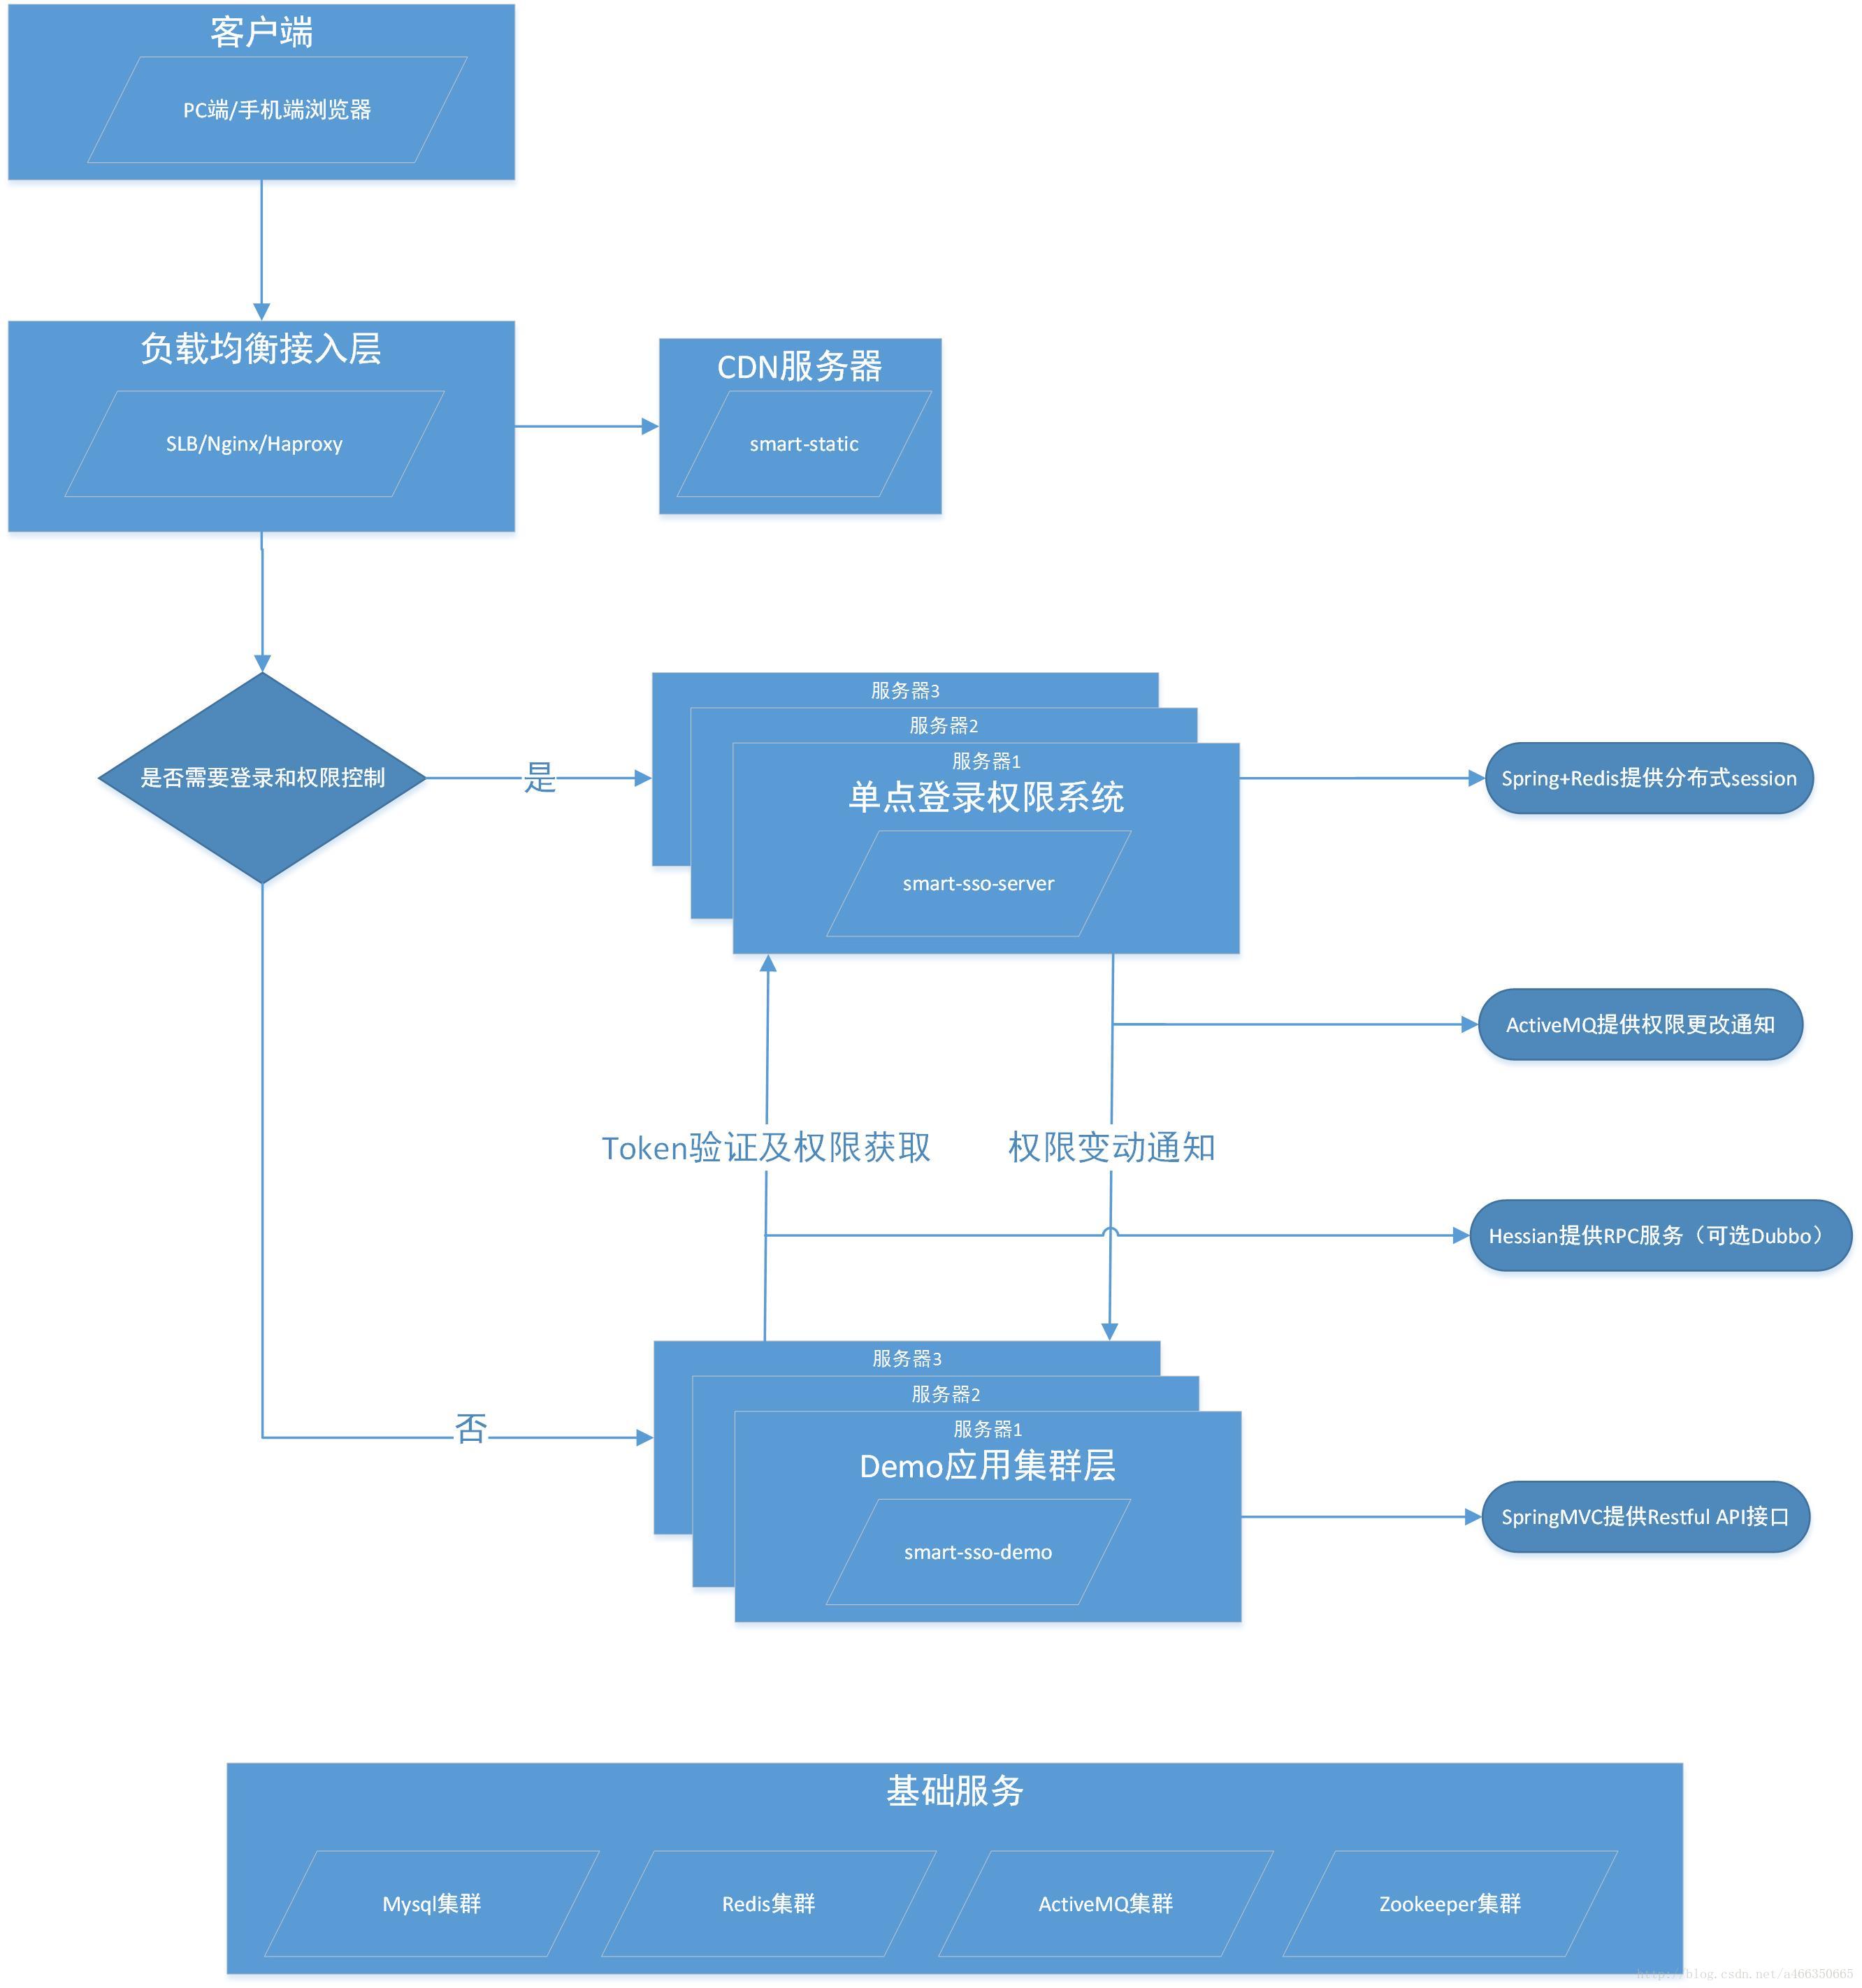 客户端
PC端/手机端浏览器
负载均衡接入层
SLB/Nginx/Haproxy
CDN服务器
smart-static
是否需要登录和权限控制
是
服务器3
服务器2
服务器1
单点登录权限系统
smart-sso-server
Spring+Redis提供分布式session
ActiveMQ提供权限更改通知
Token验证及权限获取
权限变动通知
Hessian提供RPC服务（可选Dubbo）
否
服务器3
服务器2
服务器1
Demo应用集群层
smart-sso-demo
SpringMVC提供Restful API接口
基础服务
Mysql集群
Redis集群
ActiveMQ集群
Zookeeper集群
http://blog.csdn.net/a466350665